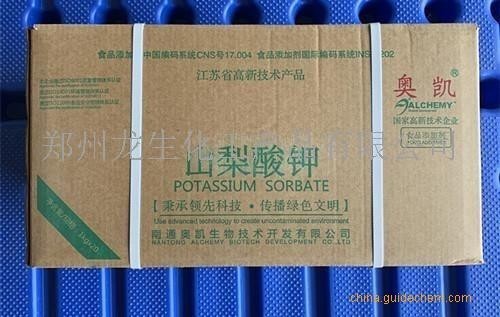 食品添加剂中国编码系统CNS号17.004 食品添加剂国际编码系统INS 202
江苏省高新技术产品
奥凯®
ALCHEMY
国家高新技术企业
食品添加剂
FOOD ADDITIVES
郑州龙生化工产品有限公司
山梨酸钾
POTASSIUM SORBATE
【秉承领先科技·传播绿色文明】
Use advanced technology to create uncontaminated environment
南通奥凯生物技术开发有限公司
NANTONG ALCHEMY BIOTECH DEVELOPMENT CO., LTD
1kg×20
china.guidechem.com